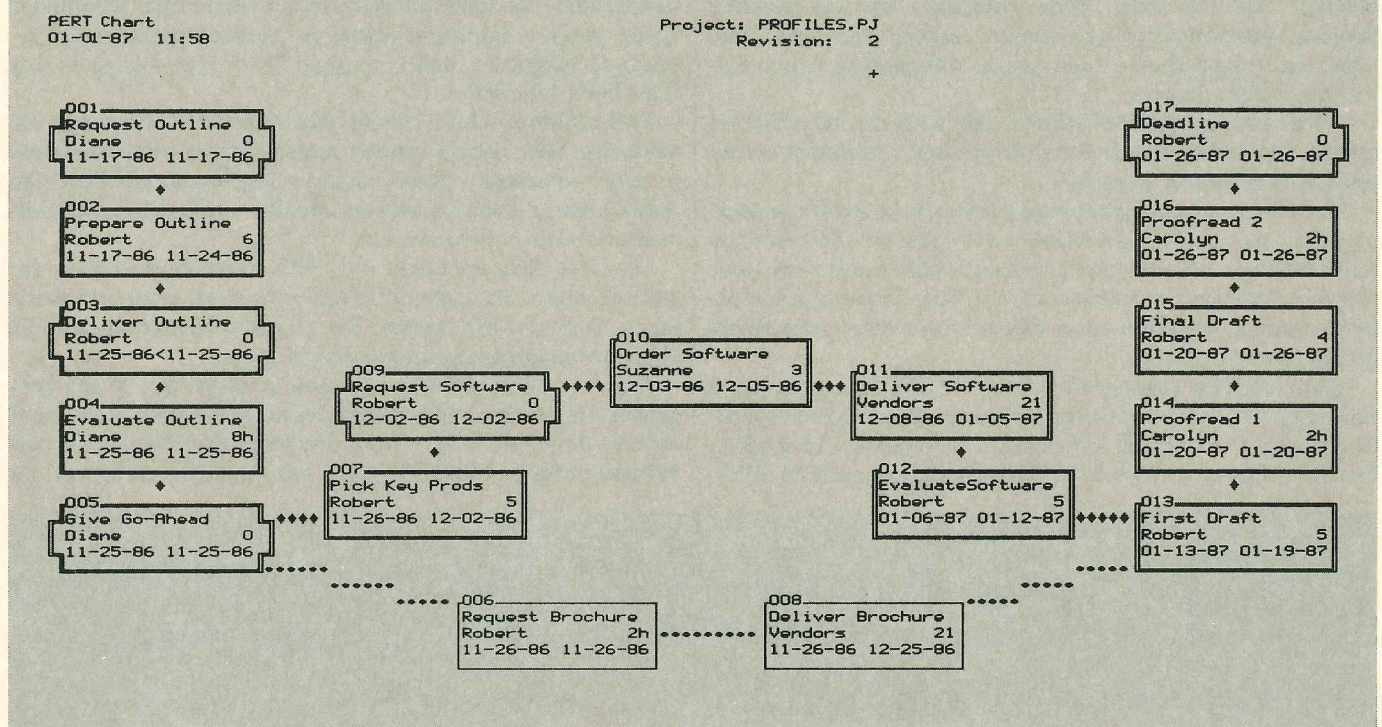 PERT Chart
01-01-87 11:58
Project: PROFILES.PJ
Revision: 2
+
001
Request Outline
Diane 0
11-17-86 11-17-86
002
Prepare Outline
Robert 6
11-17-86 11-24-86
003
Deliver Outline
Robert 0
11-25-86<11-25-86
004
Evaluate Outline
Diane 8h
11-25-86 11-25-86
005
Give Go-Ahead
Diane 0
11-25-86 11-25-86
006
Request Brochure
Robert 2h
11-26-86 11-26-86
007
Pick Key Prods
Robert 5
11-26-86 12-02-86
008
Deliver Brochure
Vendors 21
11-26-86 12-25-86
009
Request Software
Robert 0
12-02-86 12-02-86
010
Order Software
Suzanne 3
12-03-86 12-05-86
011
Deliver Software
Vendors 21
12-08-86 01-05-87
012
EvaluateSoftware
Robert 5
01-06-87 01-12-87
013
First Draft
Robert 5
01-13-87 01-19-87
014
Proofread 1
Carolyn 2h
01-20-87 01-20-87
015
Final Draft
Robert 4
01-20-87 01-26-87
016
Proofread 2
Carolyn 2h
01-26-87 01-26-87
017
Deadline
Robert 0
01-26-87 01-26-87